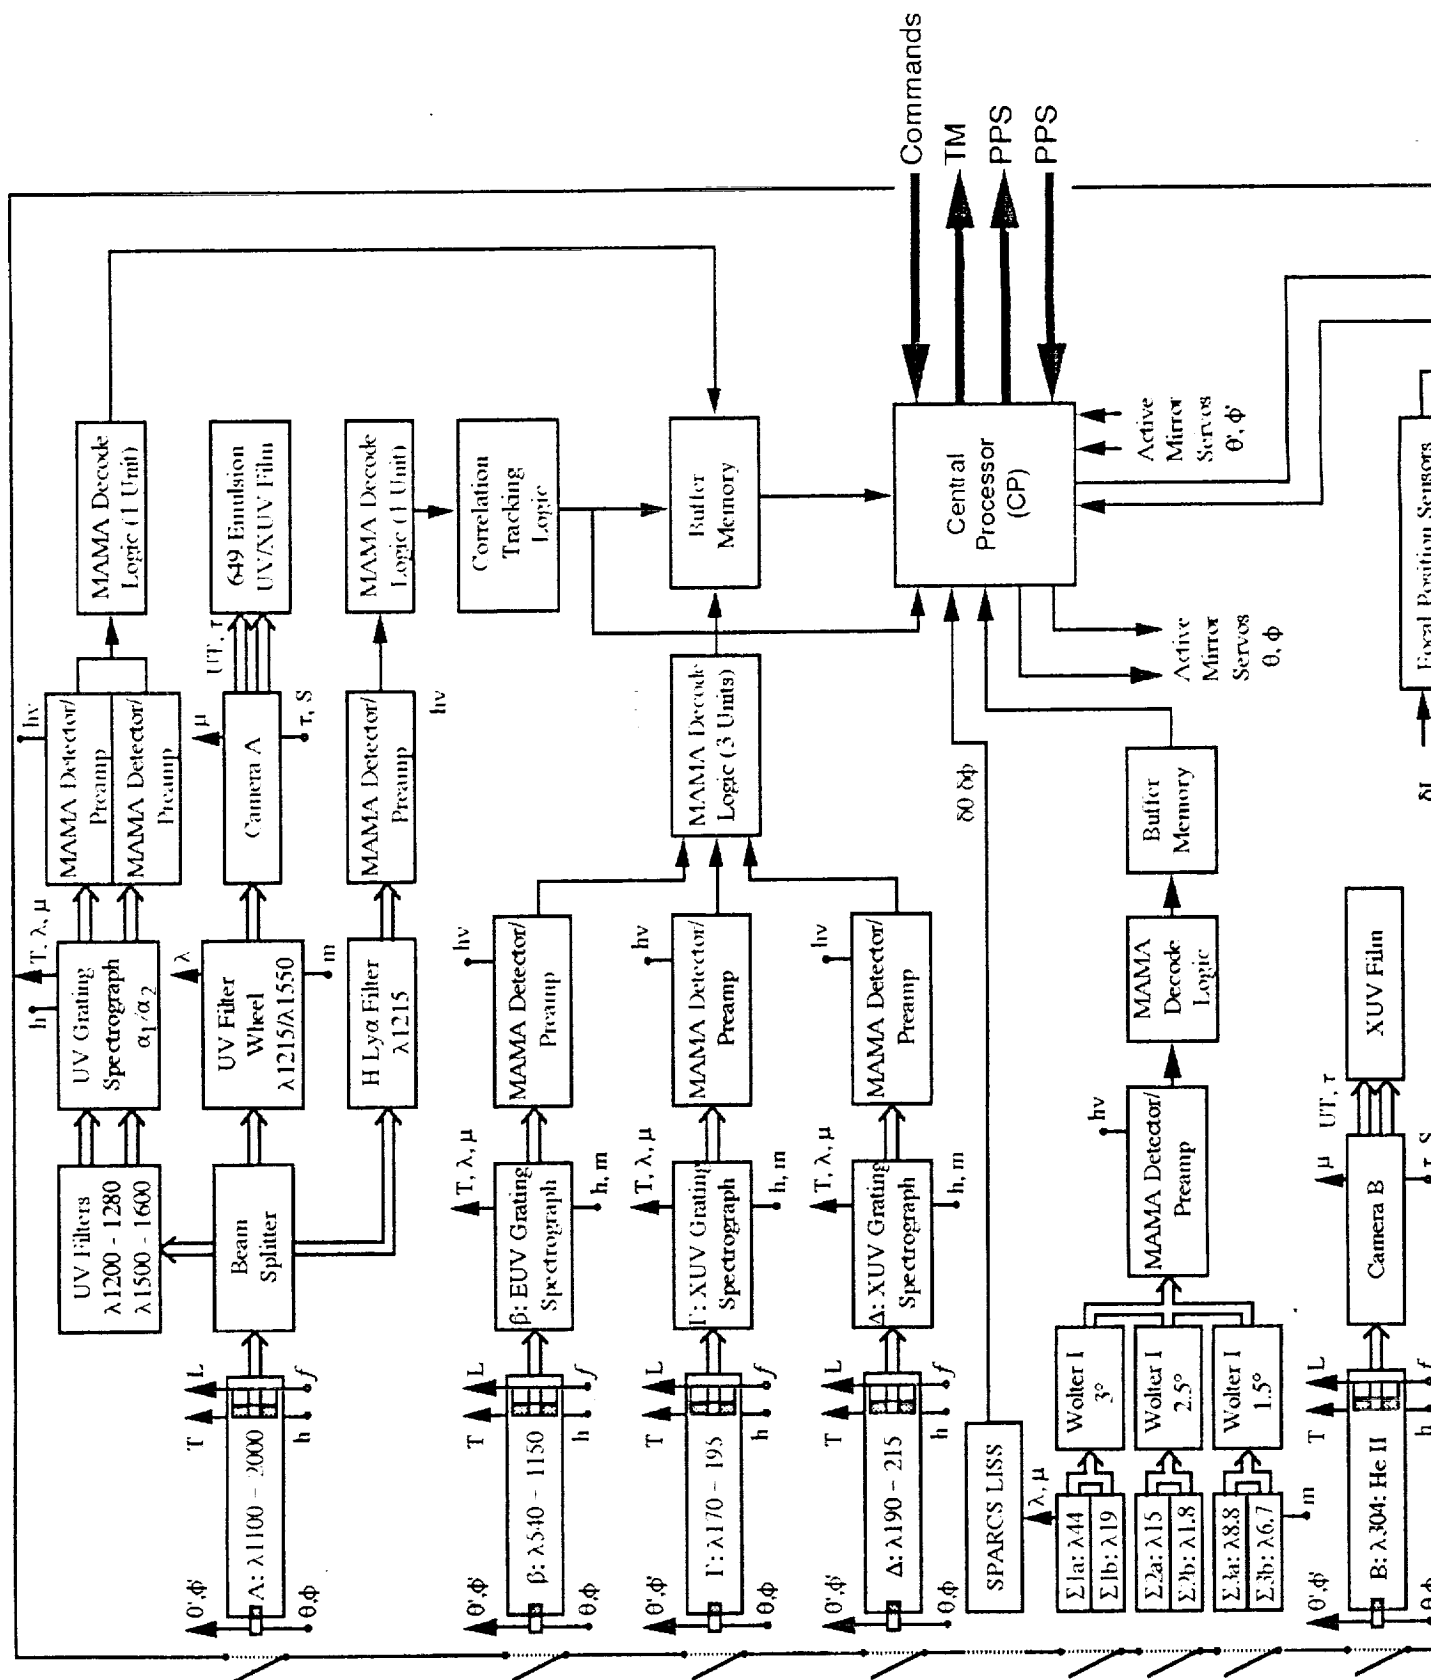 Commands
TM
PPS
PPS
hν
MAMA Detector/
Preamp
MAMA Detector/
Preamp
MAMA Decode
Logic (1 Unit)
T, λ, μ
h
UV Grating
Spectrograph
α1/α2
UV Filters
λ1200 - 1280
λ1500 - 1600
Beam
Splitter
λ
UV Filter
Wheel
λ1215/λ1550
m
μ
Camera A
τ, S
UT, τ
649 Emulsion
UV/XUV Film
H Lyα Filter
λ1215
MAMA Detector/
Preamp
hν
MAMA Decode
Logic (1 Unit)
Correlation
Tracking
Logic
Buffer
Memory
θ',φ'
A: λ1100 - 2000
θ,φ
T
L
h
f
θ',φ'
β: λ540 - 1150
θ,φ
T
L
h
f
T, λ, μ
β: EUV Grating
Spectrograph
h, m
hν
MAMA Detector/
Preamp
θ',φ'
Γ: λ170 - 195
θ,φ
T
L
h
f
T, λ, μ
Γ: XUV Grating
Spectrograph
h, m
hν
MAMA Detector/
Preamp
MAMA Decode
Logic (3 Units)
θ',φ'
Δ: λ190 - 215
θ,φ
T
L
h
f
T, λ, μ
Δ: XUV Grating
Spectrograph
h, m
hν
MAMA Detector/
Preamp
Central
Processor
(CP)
Active
Mirror
Servos
θ', φ'
Active
Mirror
Servos
θ, φ
SPARCS LISS
δθ δφ
λ, μ
Σ1a: λ44
Σ1b: λ19
Σ2a: λ15
Σ2b: λ1.8
Σ3a: λ8.8
Σ3b: λ6.7
m
Wolter I
3°
Wolter I
2.5°
Wolter I
1.5°
hν
MAMA Detector/
Preamp
MAMA
Decode
Logic
Buffer
Memory
θ',φ'
B: λ304: He II
θ,φ
T
L
h
f
μ
Camera B
τ, S
UT, τ
XUV Film
Focal Position Sensors